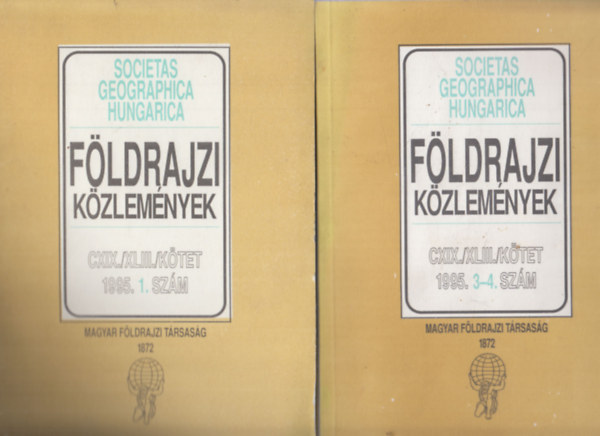 SOCIETAS
GEOGRAPHICA
HUNGARICA
FÖLDRAJZI
KÖZLEMÉNYEK
CXIX./XLIII./KÖTET
1995. 1. SZÁM
MAGYAR FÖLDRAJZI TÁRSASÁG
1872
SOCIETAS
GEOGRAPHICA
HUNGARICA
FÖLDRAJZI
KÖZLEMÉNYEK
CXIX./XLIII./KÖTET
1995. 3-4. SZÁM
MAGYAR FÖLDRAJZI TÁRSASÁG
1872